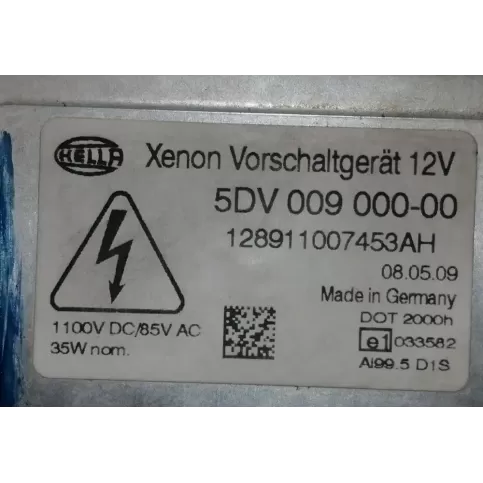 HELLA
Xenon Vorschaltgerät 12V
5DV 009 000-00
128911007453AH
08.05.09
Made in Germany
1100V DC/85V AC
DOT 2000h
35W nom.
e1 033582
Al99.5 D1S